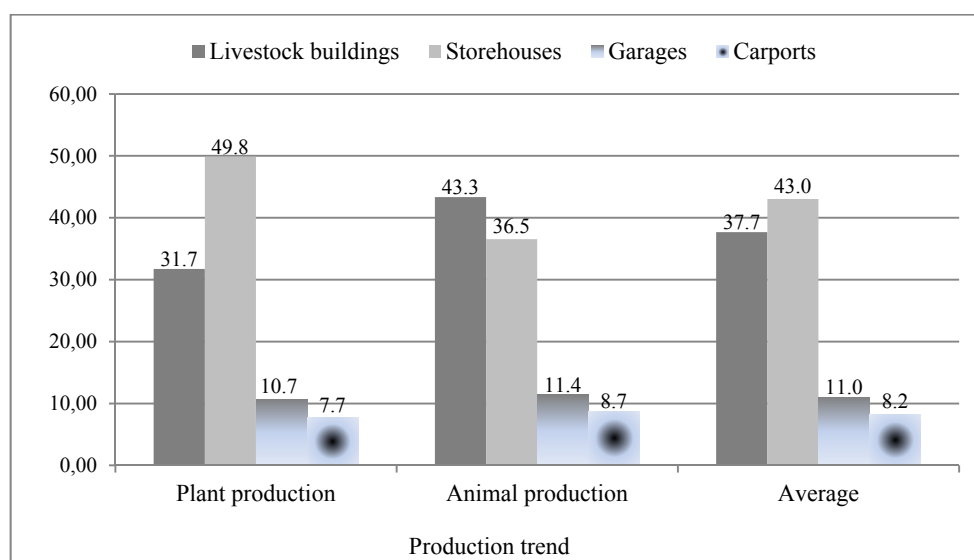 Livestock buildings Storehouses Garages Carports
60,00
50,00
40,00
30,00
20,00
10,00
0,00
31.7 49.8 10.7 7.7
43.3 36.5 11.4 8.7
37.7 43.0 11.0 8.2
Plant production Animal production Average
Production trend